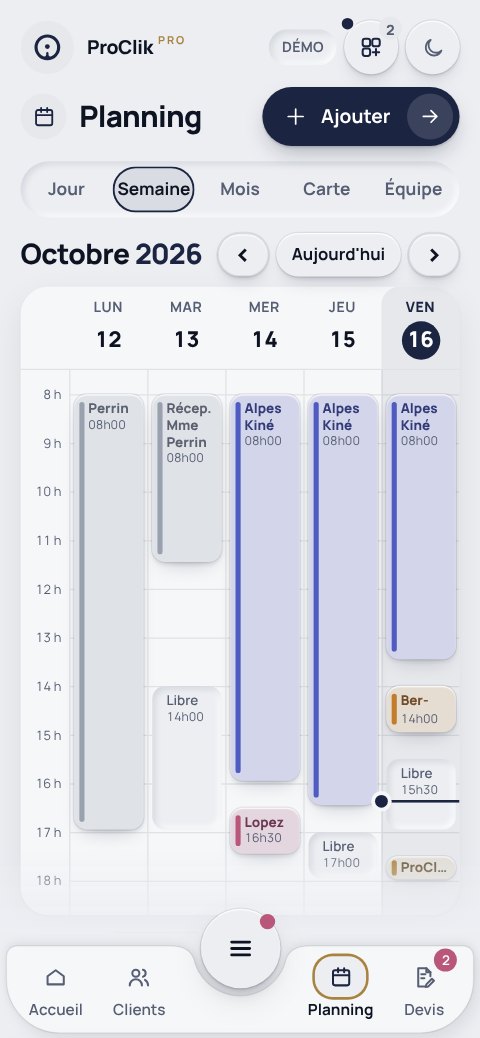 ProClik PRO
DÉMO
2
Planning
+ Ajouter →
Jour Semaine Mois Carte Équipe
Octobre 2026 Aujourd'hui
LUN MAR MER JEU VEN
12 13 14 15 16
8 h
9 h
10 h
11 h
12 h
13 h
14 h
15 h
16 h
17 h
18 h
Perrin
08h00
Récep.
Mme
Perrin
08h00
Libre
14h00
Alpes
Kiné
08h00
Lopez
16h30
Alpes
Kiné
08h00
Libre
17h00
Alpes
Kiné
08h00
Ber-
14h00
Libre
15h30
ProCl...
Accueil Clients Planning Devis
2